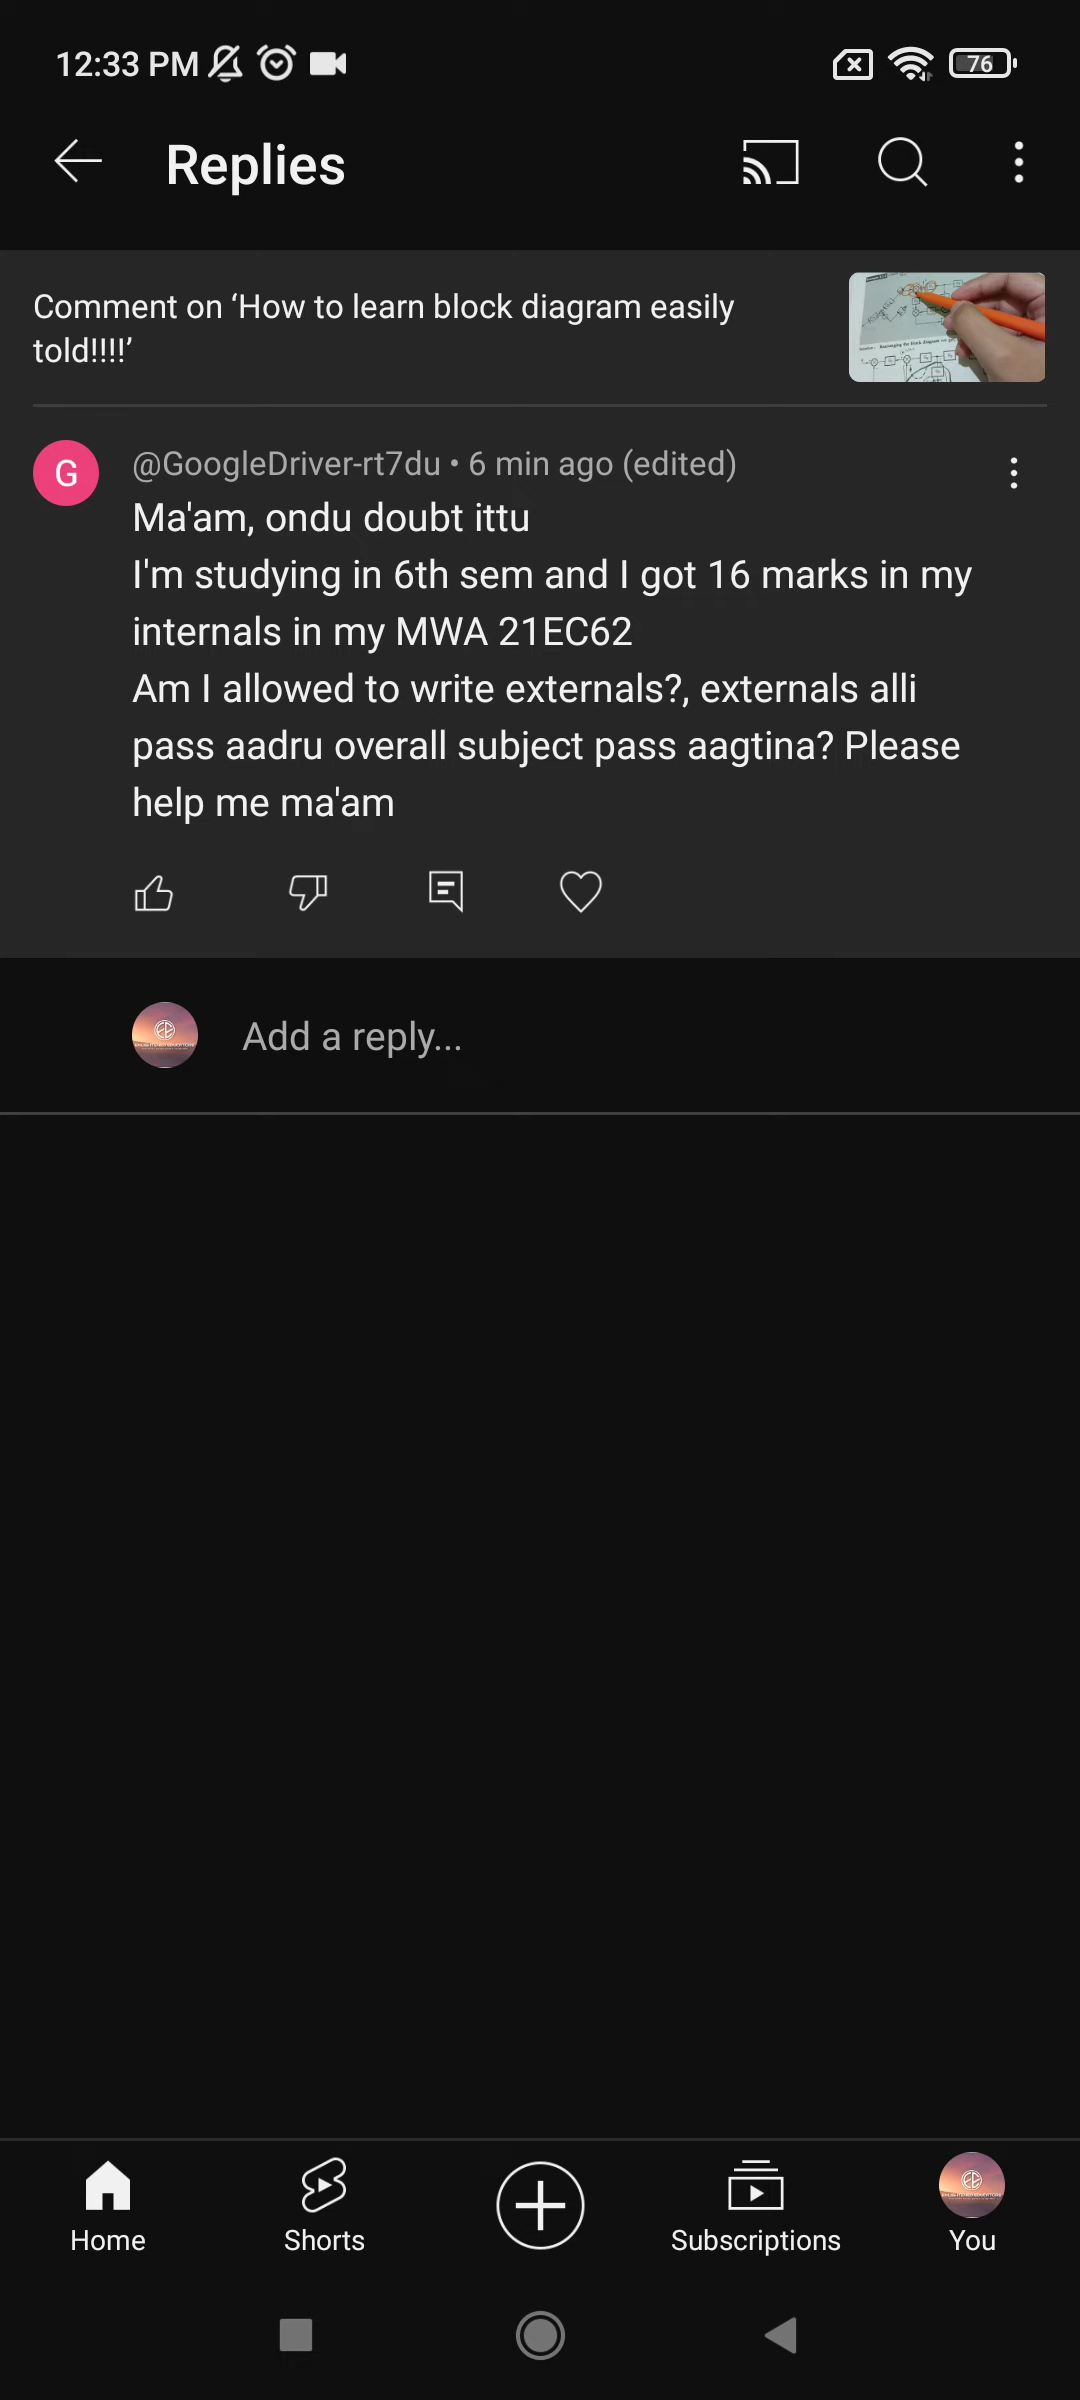 12:33 PM
76
Replies
Comment on ‘How to learn block diagram easily
told!!!!’
G
@GoogleDriver-rt7du • 6 min ago (edited)
Ma'am, ondu doubt ittu
I'm studying in 6th sem and I got 16 marks in my
internals in my MWA 21EC62
Am I allowed to write externals?, externals alli
pass aadru overall subject pass aagtina? Please
help me ma'am
Add a reply...
Home
Shorts
Subscriptions
You